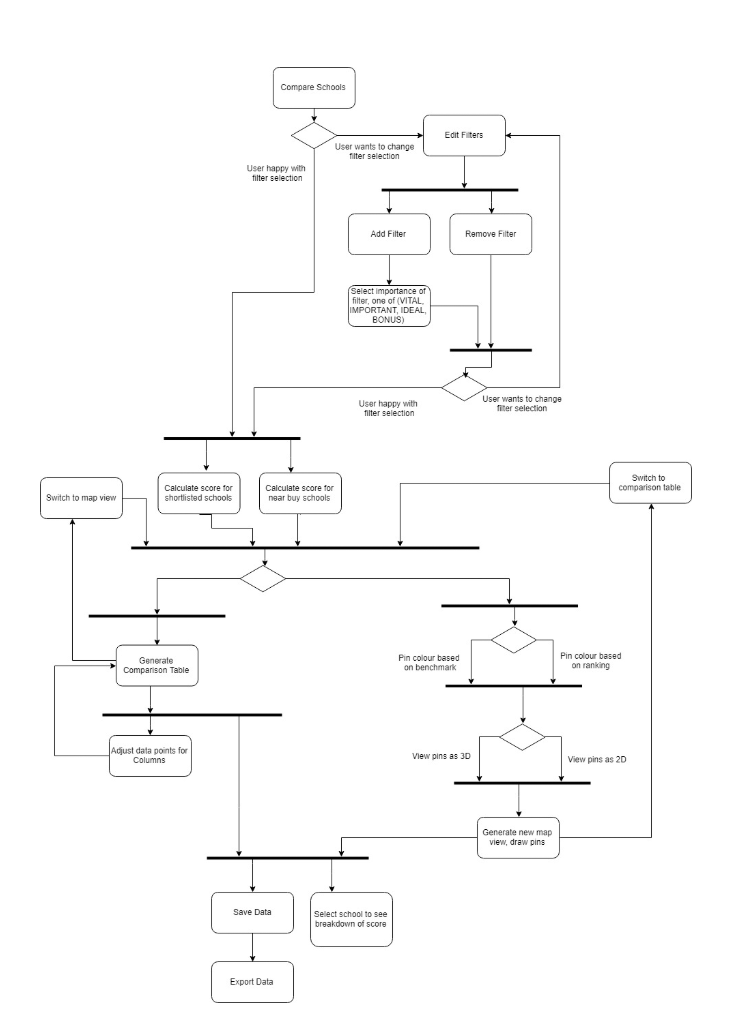 Compare Schools
Edit Filters
User wants to change
filter selection
User happy with
filter selection
Add Filter
Remove Filter
Select importance of
filter, one of (VITAL,
IMPORTANT, IDEAL,
BONUS)
User happy with
filter selection
User wants to change
filter selection
Switch to map view
Calculate score for
shortlisted schools
Calculate score for
near buy schools
Switch to
comparison table
Generate
Comparison Table
Pin colour based
on benchmark
Pin colour based
on ranking
Adjust data points for
Columns
View pins as 3D
View pins as 2D
Generate new map
view, draw pins
Save Data
Select school to see
breakdown of score
Export Data